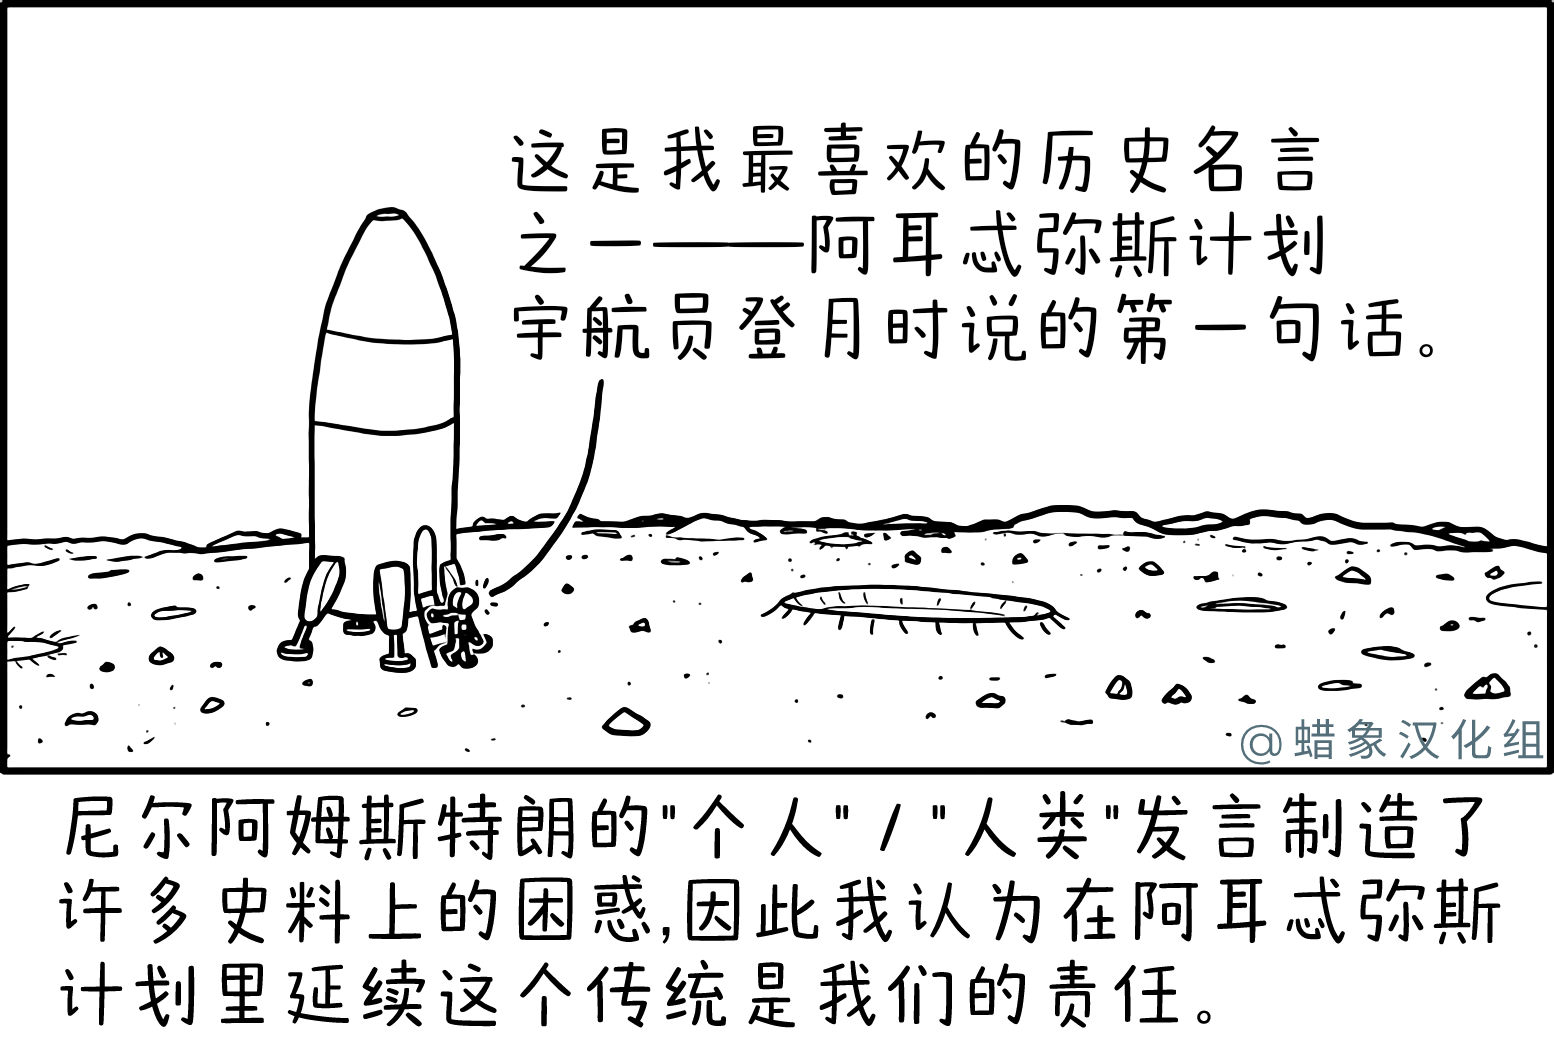 这是我最喜欢的历史名言
之一——阿耳忒弥斯计划
宇航员登月时说的第一句话。
@蜡象汉化组
尼尔阿姆斯特朗的"个人"/"人类"发言制造了
许多史料上的困惑,因此我认为在阿耳忒弥斯
计划里延续这个传统是我们的责任。